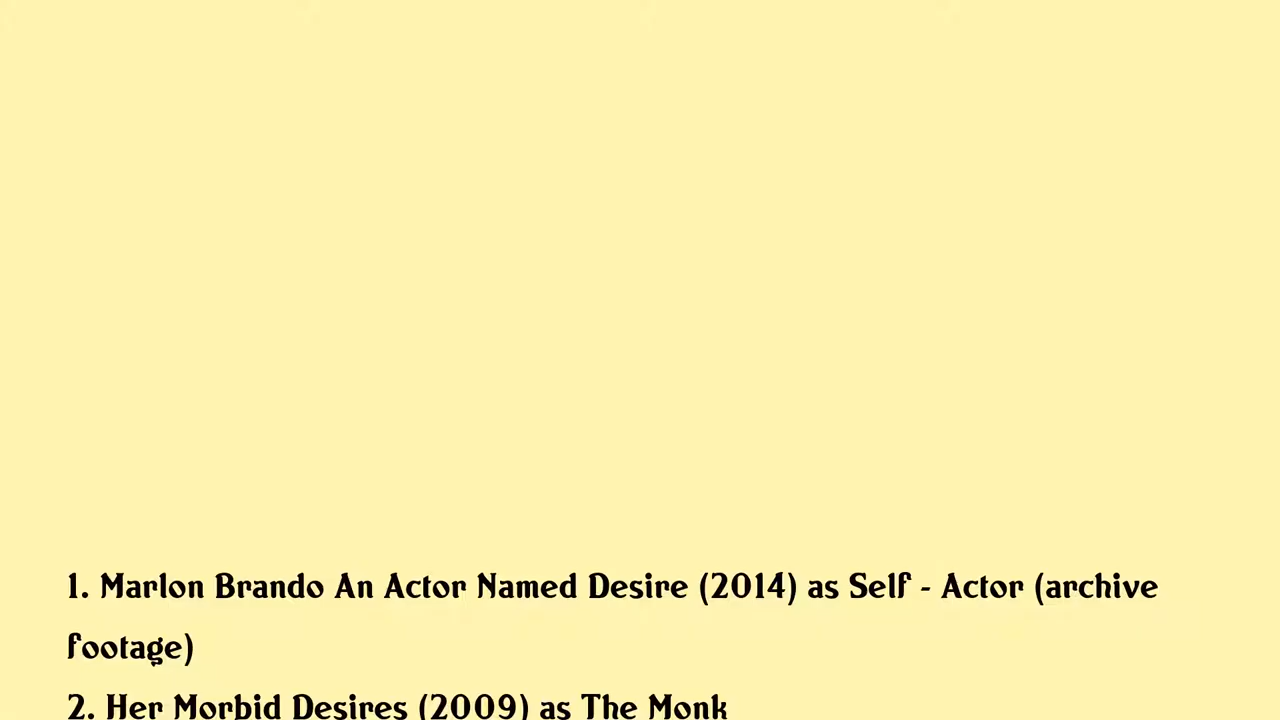 1. Marlon Brando An Actor Named Desire (2014) as Self - Actor (archive
footage)
2. Her Morbid Desires (2009) as The Monk